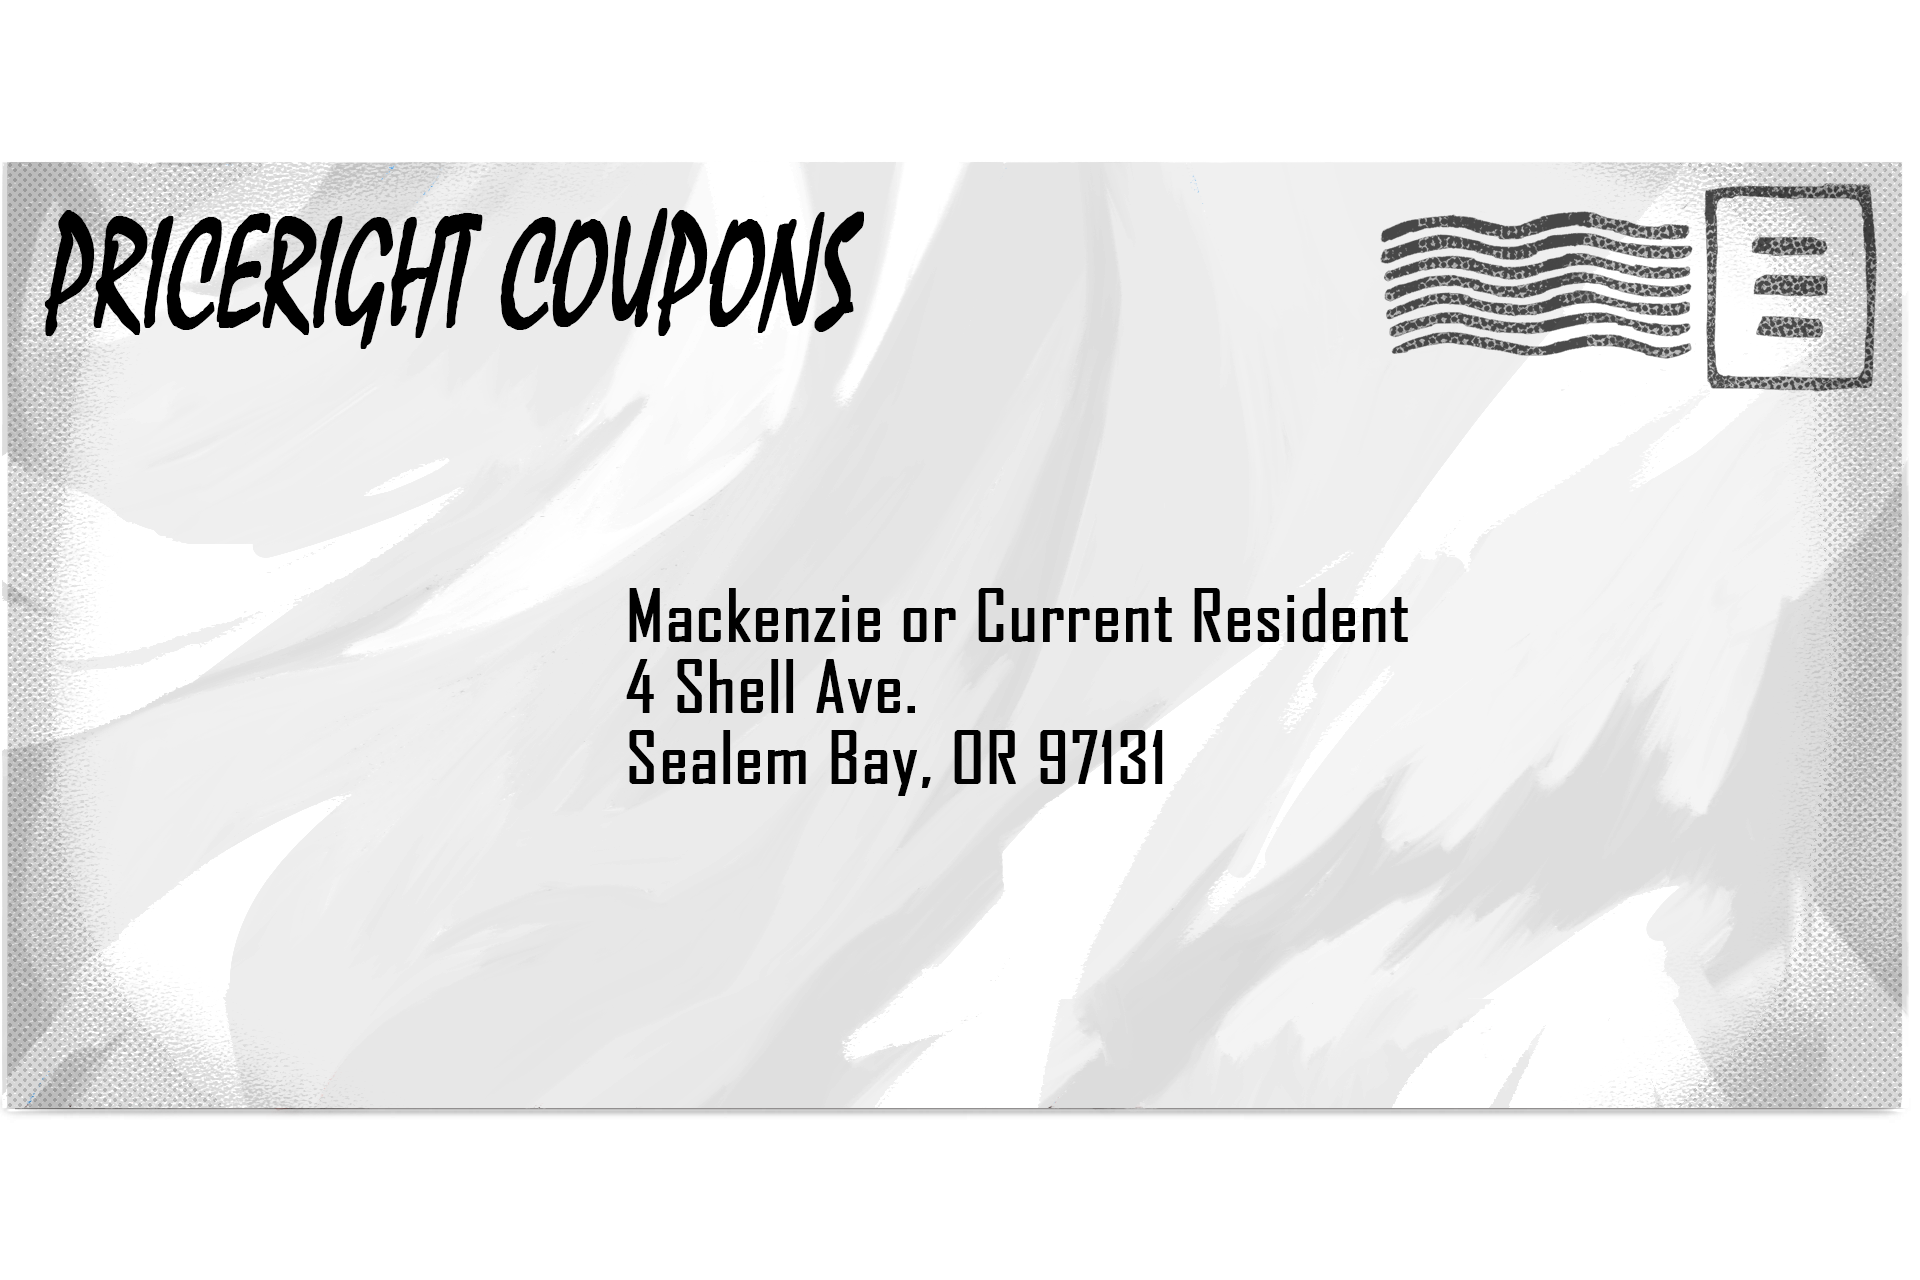 PRICERIGHT COUPONS
Mackenzie or Current Resident
4 Shell Ave.
Sealem Bay, OR 97131